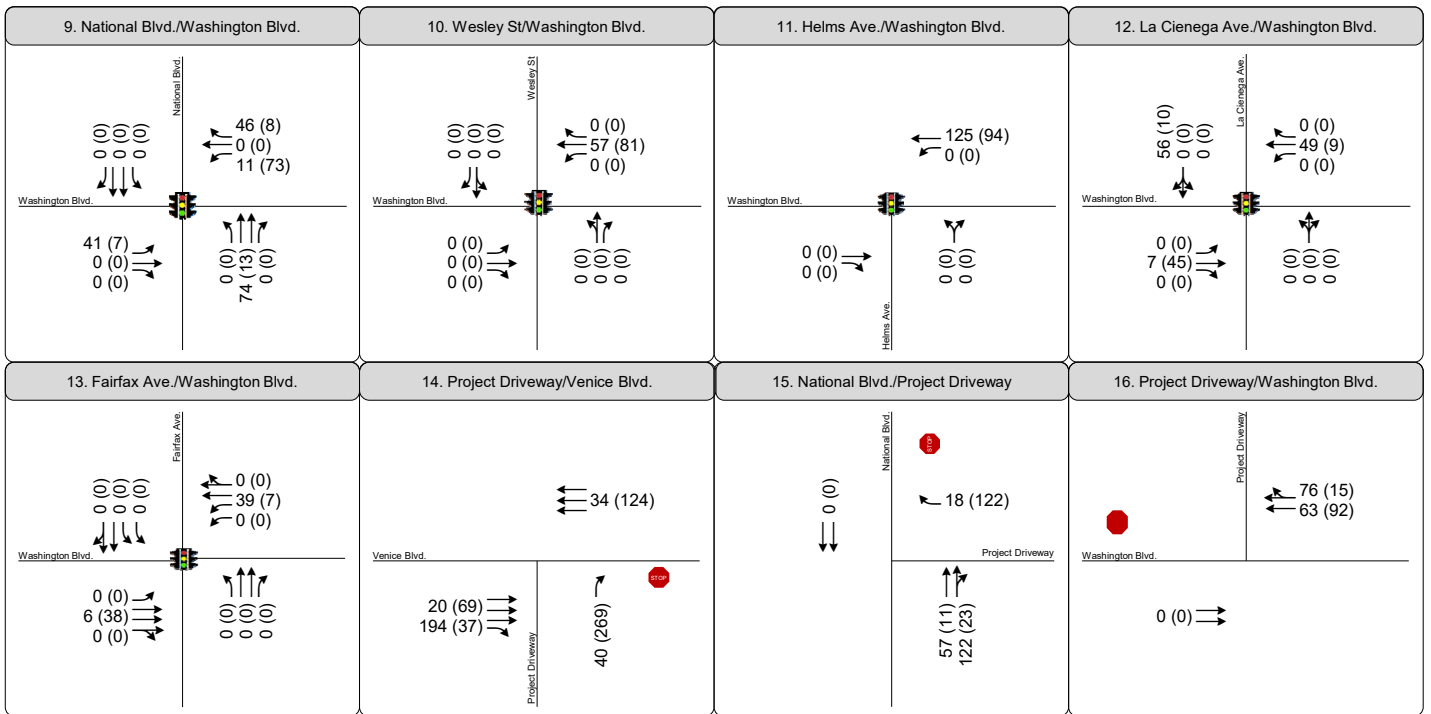 9. National Blvd./Washington Blvd.
National Blvd.
0 (0)
0 (0)
0 (0)
46 (8)
0 (0)
11 (73)
Washington Blvd.
41 (7)
0 (0)
0 (0)
0 (0)
74 (13)
0 (0)
10. Wesley St/Washington Blvd.
Wesley St
0 (0)
0 (0)
0 (0)
0 (0)
57 (81)
0 (0)
Washington Blvd.
0 (0)
0 (0)
0 (0)
0 (0)
0 (0)
0 (0)
11. Helms Ave./Washington Blvd.
125 (94)
0 (0)
Washington Blvd.
0 (0)
0 (0)
0 (0)
0 (0)
Helms Ave.
12. La Cienega Ave./Washington Blvd.
La Cienega Ave.
56 (10)
0 (0)
0 (0)
0 (0)
49 (9)
0 (0)
Washington Blvd.
0 (0)
7 (45)
0 (0)
0 (0)
0 (0)
0 (0)
13. Fairfax Ave./Washington Blvd.
Fairfax Ave.
0 (0)
0 (0)
0 (0)
0 (0)
39 (7)
0 (0)
Washington Blvd.
0 (0)
6 (38)
0 (0)
0 (0)
0 (0)
0 (0)
14. Project Driveway/Venice Blvd.
34 (124)
Venice Blvd.
STOP
20 (69)
194 (37)
40 (269)
Project Driveway
15. National Blvd./Project Driveway
National Blvd.
STOP
0 (0)
18 (122)
Project Driveway
57 (11)
122 (23)
16. Project Driveway/Washington Blvd.
Project Driveway
76 (15)
63 (92)
Washington Blvd.
0 (0)